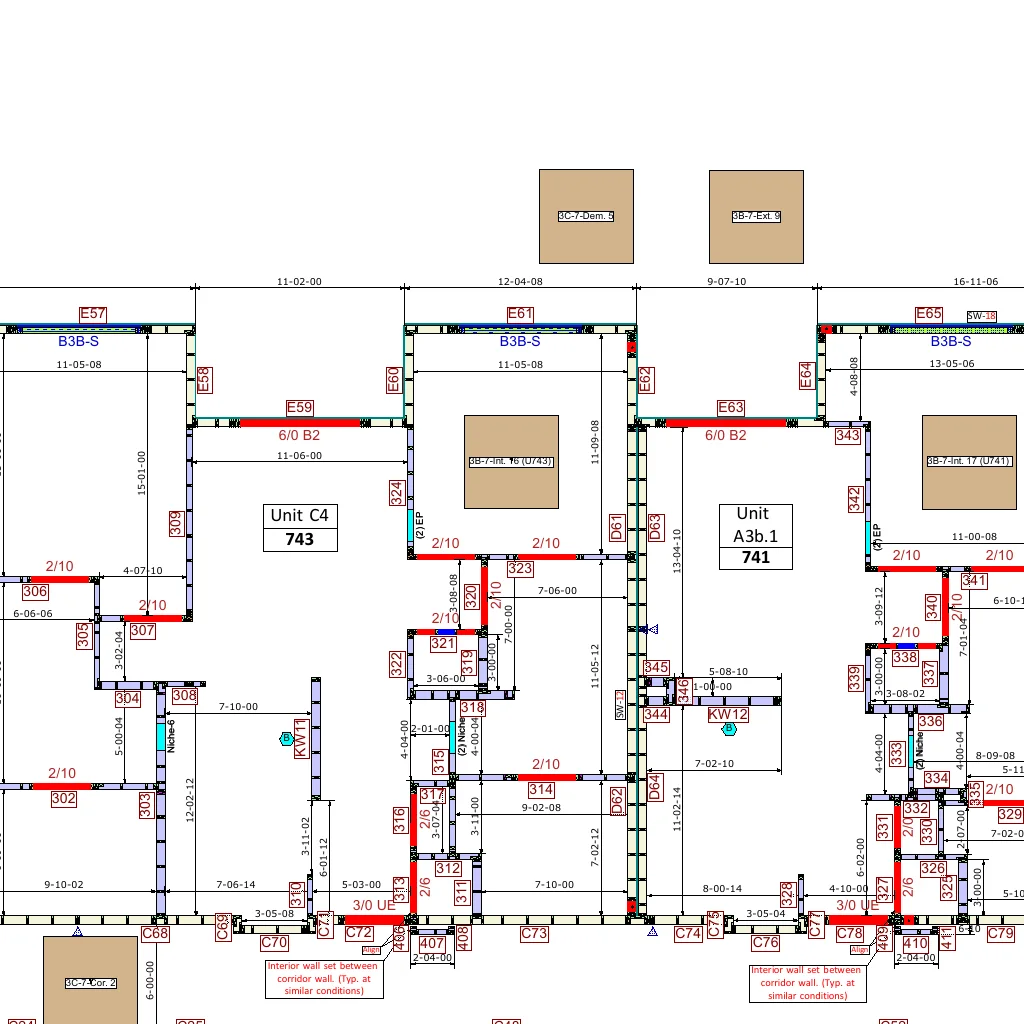 3C-7-Dem. 5
3B-7-Ext. 9
11-02-00
12-04-08
9-07-10
16-11-06
E57
E61
E65
SW-18
B3B-S
B3B-S
B3B-S
11-05-08
11-05-08
13-05-06
E58
E60
E62
E64
4-08-08
E59
E63
6/0 B2
6/0 B2
343
11-06-00
15-01-00
11-09-08
3B-7-Int. 16 (U743)
3B-7-Int. 17 (U741)
324
342
309
Unit C4
743
Unit
A3b.1
741
(2) EP
(2) EP
D61
D63
13-04-10
11-00-08
2/10
2/10
2/10
2/10
323
341
4-07-10
306
2/10
3-08-08
320
2/10
7-06-00
3-09-12
340
2/10
6-10-1
6-06-06
2/10
307
305
3-02-04
2/10
321
7-00-00
2/10
338
7-01-04
322
319
3-00-00
11-05-12
339
3-00-00
337
345
5-08-10
3-06-00
346
1-00-00
3-08-02
304
308
7-10-00
318
SW-12
344
KW12
336
5-00-04
Niche-6
B
KW11
4-04-00
2-01-00
(2) Niche
4-00-04
315
B
4-04-00
333
(2) Niche
4-00-04
8-09-08
7-02-10
2/10
302
303
12-02-12
2/10
314
5-11
334
335
2/10
317
316
2/6
3-07-04
3-11-00
9-02-08
D62
D64
11-02-14
332
329
3-11-02
6-01-12
7-02-12
6-02-00
331
330
2-07-00
7-02-0
312
326
9-10-02
7-06-14
310
5-03-00
313
2/6
311
7-10-00
8-00-14
328
4-10-00
327
2/6
325
3-00-00
5-10
3/0 UE
3/0 UE
3-05-08
3-05-04
C68
C69
C70
C71
C72
406
407
408
C73
C74
C75
C76
C77
C78
409
410
411
6-10
C79
Align
Align
2-04-00
2-04-00
Interior wall set between
corridor wall. (Typ. at
similar conditions)
Interior wall set between
corridor wall. (Typ. at
similar conditions)
3C-7-Cor. 2
6-00-00